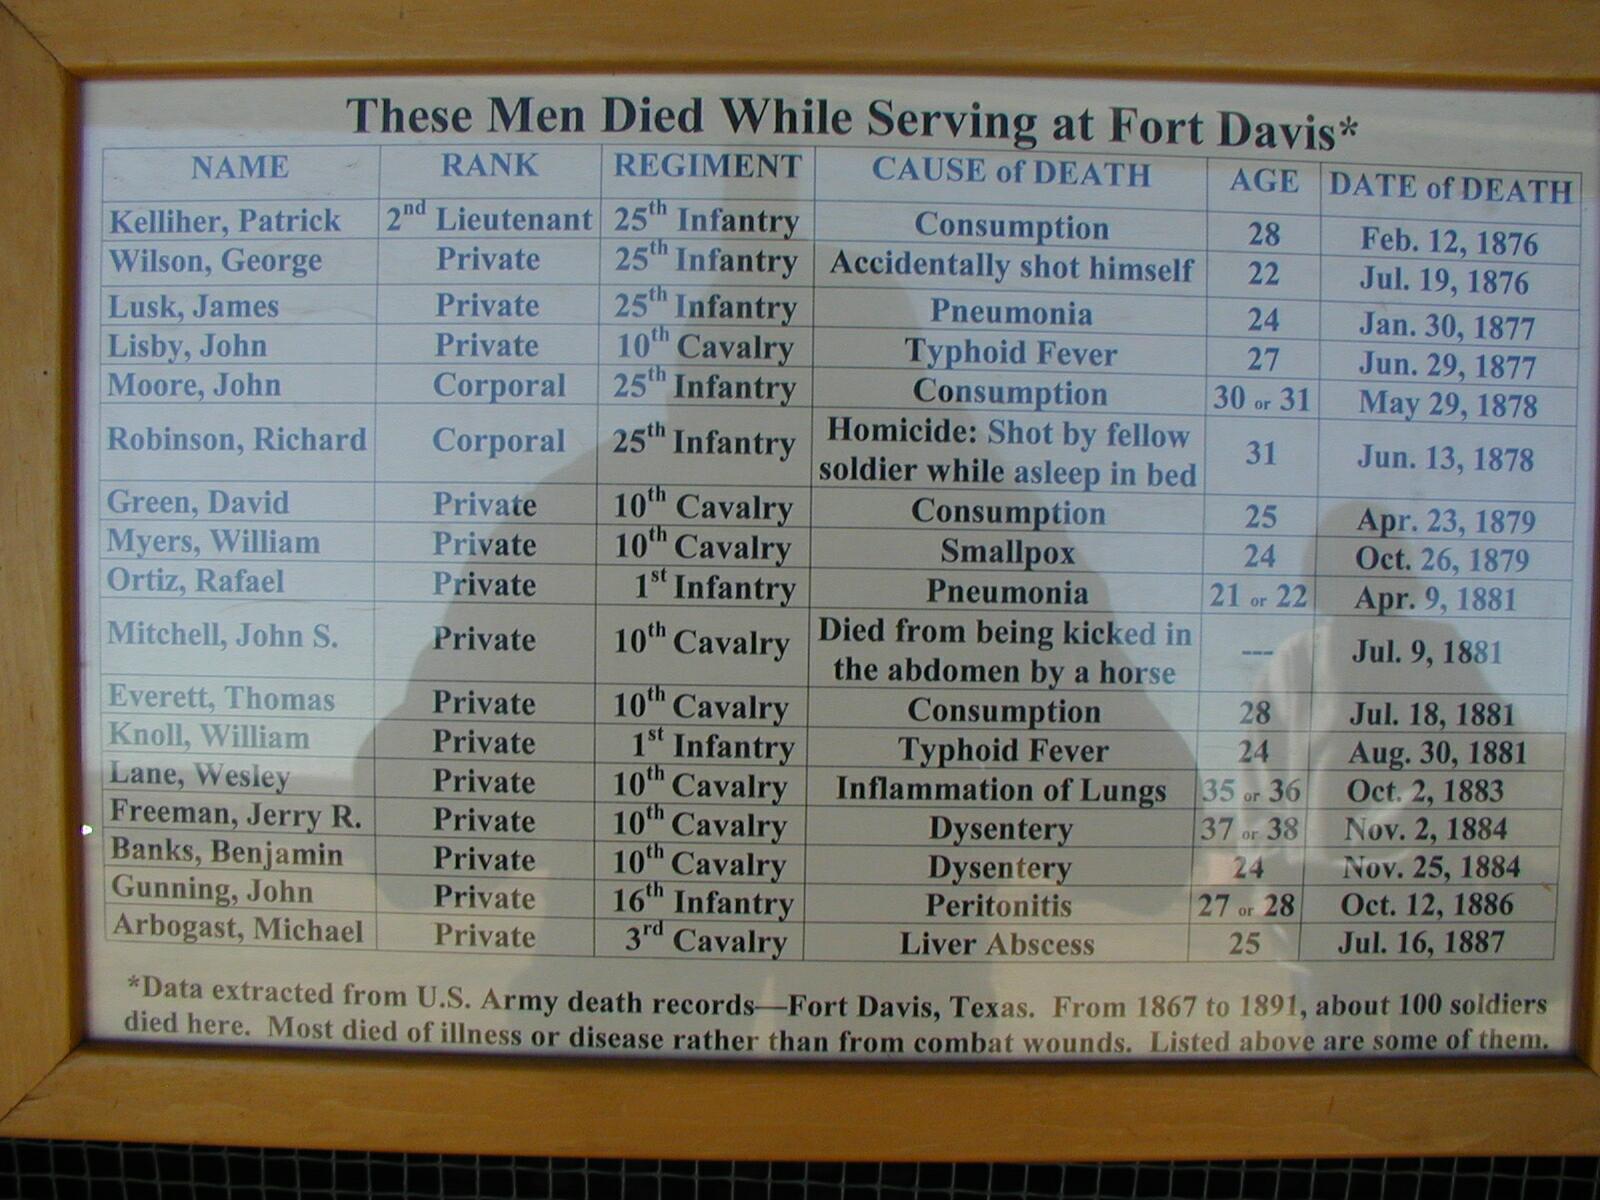 These Men Died While Serving at Fort Davis*
NAME RANK REGIMENT CAUSE of DEATH AGE DATE of DEATH
Kelliher, Patrick 2nd Lieutenant 25th Infantry Consumption 28 Feb. 12, 1876
Wilson, George Private 25th Infantry Accidentally shot himself 22 Jul. 19, 1876
Lusk, James Private 25th Infantry Pneumonia 24 Jan. 30, 1877
Lisby, John Private 10th Cavalry Typhoid Fever 27 Jun. 29, 1877
Moore, John Corporal 25th Infantry Consumption 30 or 31 May 29, 1878
Robinson, Richard Corporal 25th Infantry Homicide: Shot by fellow
soldier while asleep in bed 31 Jun. 13, 1878
Green, David Private 10th Cavalry Consumption 25 Apr. 23, 1879
Myers, William Private 10th Cavalry Smallpox 24 Oct. 26, 1879
Ortiz, Rafael Private 1st Infantry Pneumonia 21 or 22 Apr. 9, 1881
Mitchell, John S. Private 10th Cavalry Died from being kicked in
the abdomen by a horse --- Jul. 9, 1881
Everett, Thomas Private 10th Cavalry Consumption 28 Jul. 18, 1881
Knoll, William Private 1st Infantry Typhoid Fever 24 Aug. 30, 1881
Lane, Wesley Private 10th Cavalry Inflammation of Lungs 35 or 36 Oct. 2, 1883
Freeman, Jerry R. Private 10th Cavalry Dysentery 37 or 38 Nov. 2, 1884
Banks, Benjamin Private 10th Cavalry Dysentery 24 Nov. 25, 1884
Gunning, John Private 16th Infantry Peritonitis 27 or 28 Oct. 12, 1886
Arbogast, Michael Private 3rd Cavalry Liver Abscess 25 Jul. 16, 1887
*Data extracted from U.S. Army death records—Fort Davis, Texas. From 1867 to 1891, about 100 soldiers
died here. Most died of illness or disease rather than from combat wounds. Listed above are some of them.